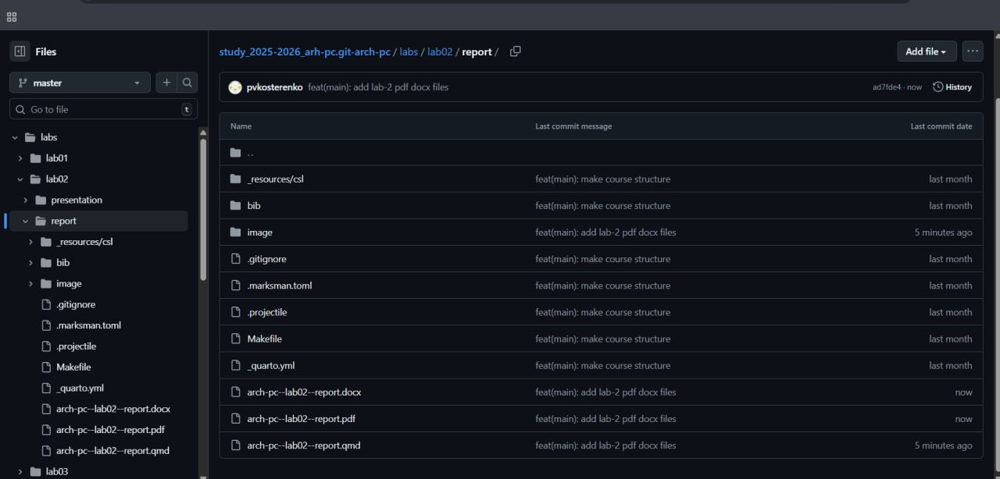 Files
master
Go to file
t
labs
lab01
lab02
presentation
report
_resources/csl
bib
image
.gitignore
.marksman.toml
.projectile
Makefile
_quarto.yml
arch-pc--lab02--report.docx
arch-pc--lab02--report.pdf
arch-pc--lab02--report.qmd
lab03
study_2025-2026_arh-pc.git-arch-pc / labs / lab02 / report /
Add file
pvkosterenko feat(main): add lab-2 pdf docx files ad7fde4 · now History
Name Last commit message Last commit date
..
_resources/csl feat(main): make course structure last month
bib feat(main): make course structure last month
image feat(main): add lab-2 pdf docx files 5 minutes ago
.gitignore feat(main): make course structure last month
.marksman.toml feat(main): make course structure last month
.projectile feat(main): make course structure last month
Makefile feat(main): make course structure last month
_quarto.yml feat(main): make course structure last month
arch-pc--lab02--report.docx feat(main): add lab-2 pdf docx files now
arch-pc--lab02--report.pdf feat(main): add lab-2 pdf docx files now
arch-pc--lab02--report.qmd feat(main): add lab-2 pdf docx files 5 minutes ago